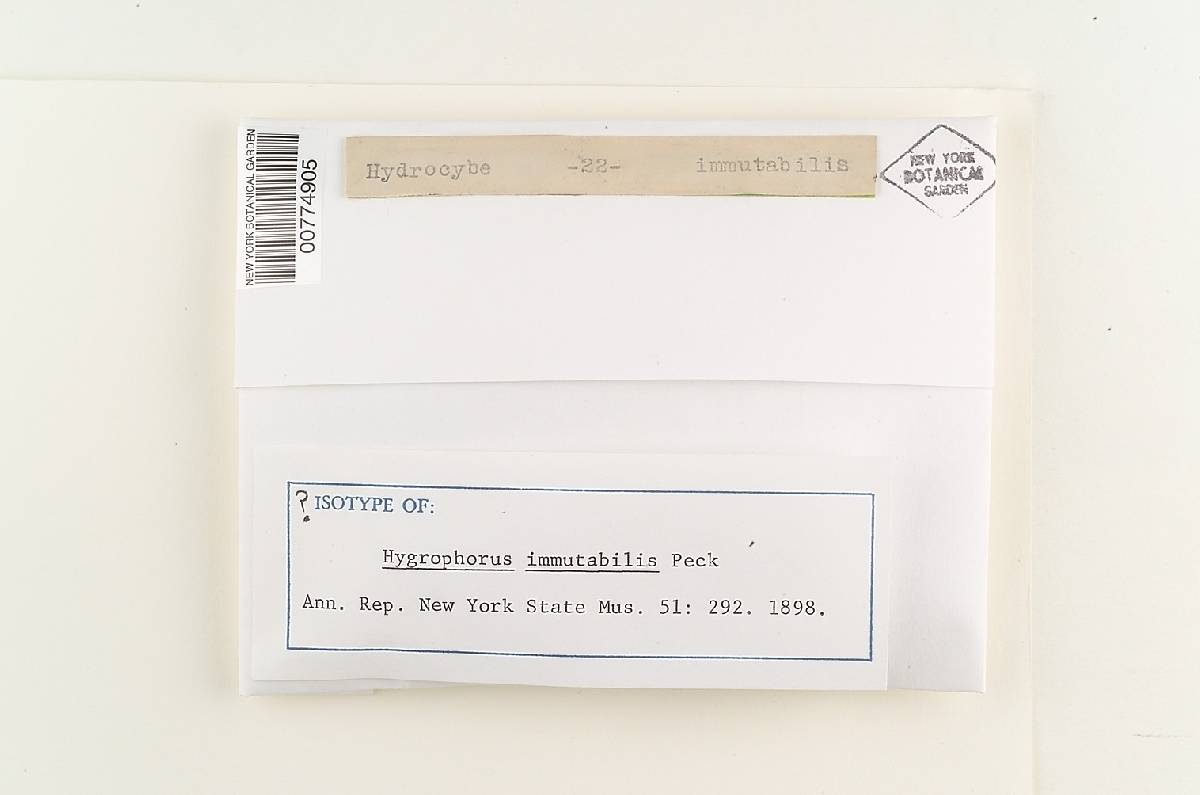 NEW YORK BOTANICAL GARDEN
00774905
Hydrocybe -22- immutabilis
NEW YORK
BOTANICAL
GARDEN
? ISOTYPE OF:
Hygrophorus immutabilis Peck
Ann. Rep. New York State Mus. 51: 292. 1898.